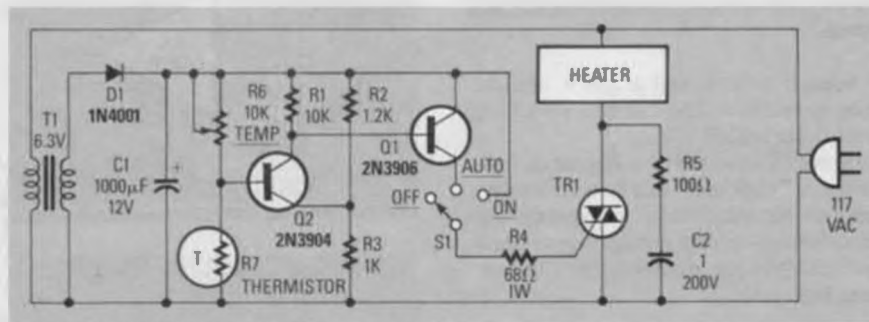 T1
6.3V
D1
1N4001
C1
1000µF
12V
+
R6
10K
TEMP
R1
10K
R2
1.2K
Q1
2N3906
Q2
2N3904
T
R7
THERMISTOR
R3
1K
AUTO
OFF
ON
S1
R4
68Ω
1W
HEATER
TR1
R5
100Ω
C2
1
200V
117
VAC